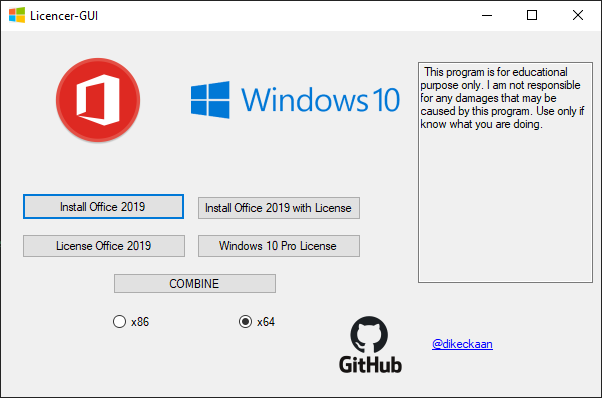 Licencer-GUI
Windows 10
This program is for educational
purpose only. I am not responsible
for any damages that may be
caused by this program. Use only if
know what you are doing.
Install Office 2019
Install Office 2019 with License
License Office 2019
Windows 10 Pro License
COMBINE
x86
x64
GitHub
@dikeckaan